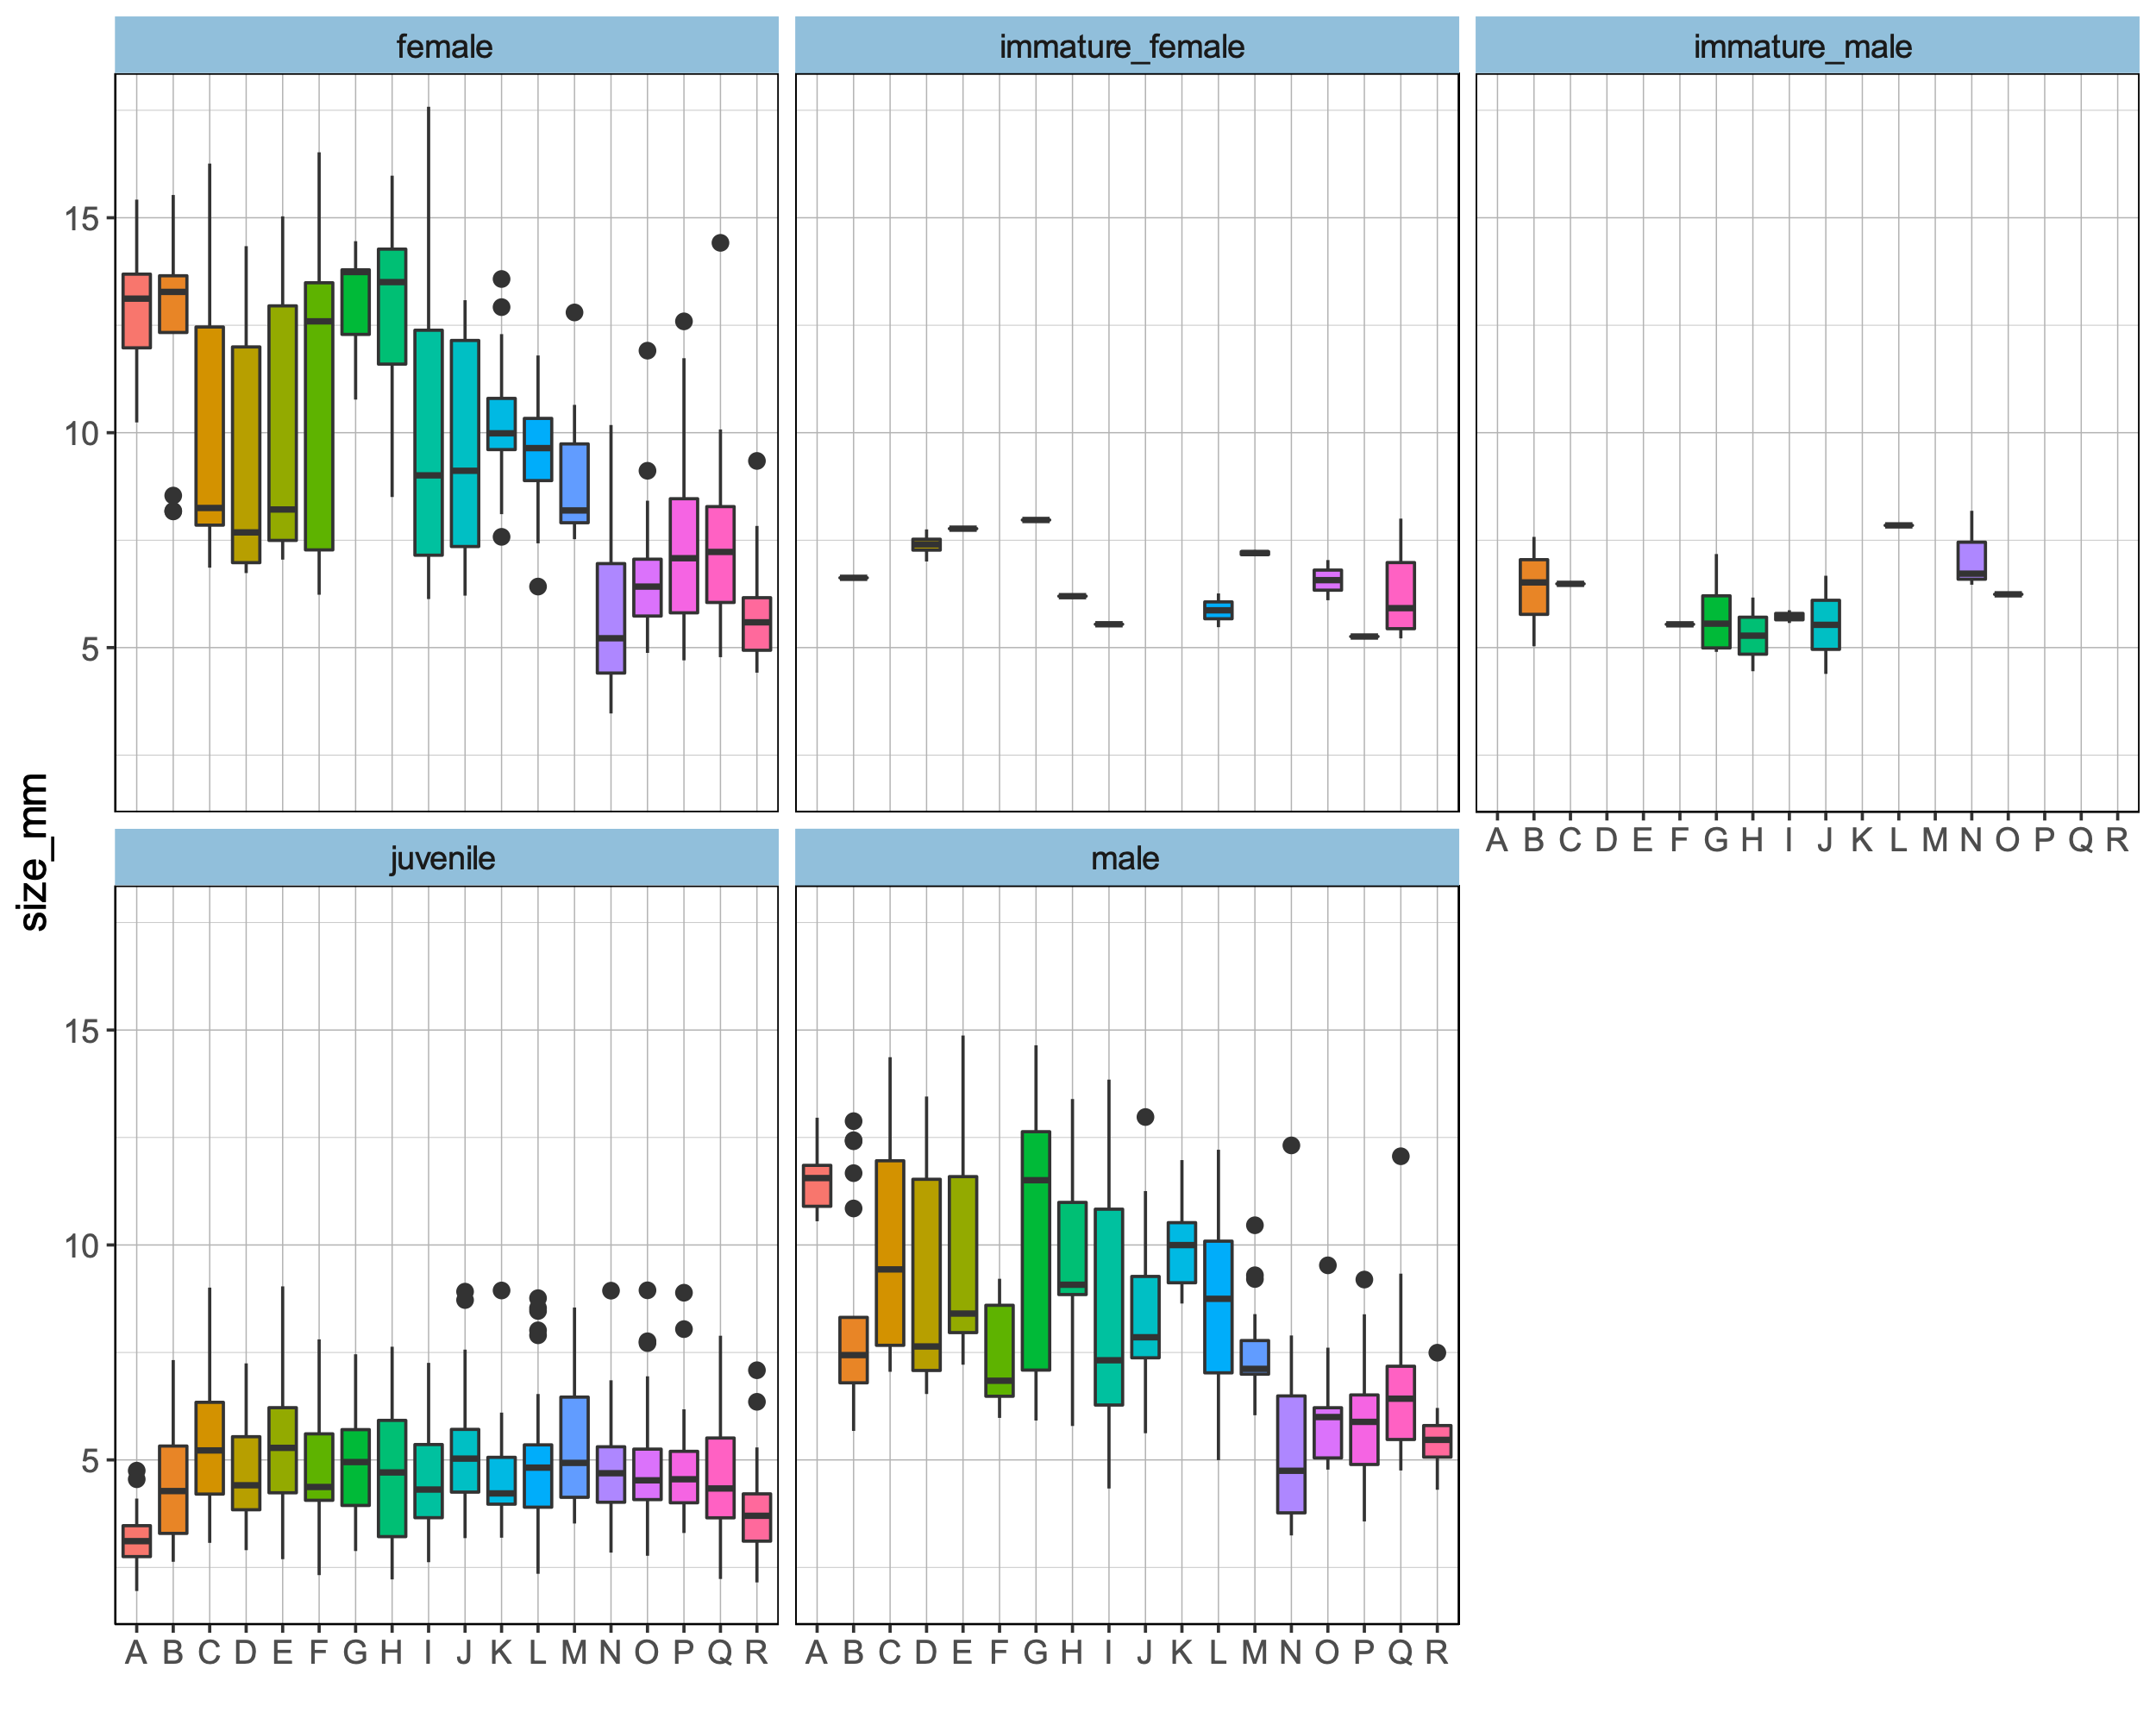 female
immature_female
immature_male
15
10
5
size_mm
A B C D E F G H I J K L M N O P Q R
juvenile
male
15
10
5
A B C D E F G H I J K L M N O P Q R
A B C D E F G H I J K L M N O P Q R